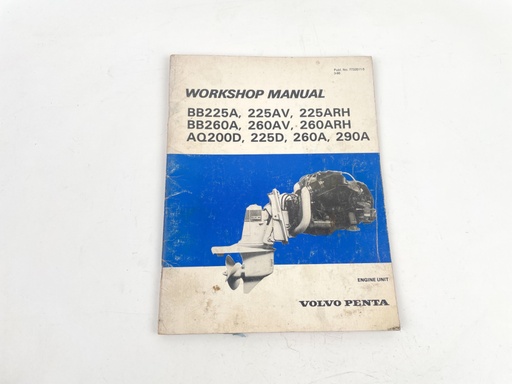 WORKSHOP MANUAL
BB225A, 225AV, 225ARH
BB260A, 260AV, 260ARH
AQ200D, 225D, 260A, 290A
ENGINE UNIT
VOLVO PENTA